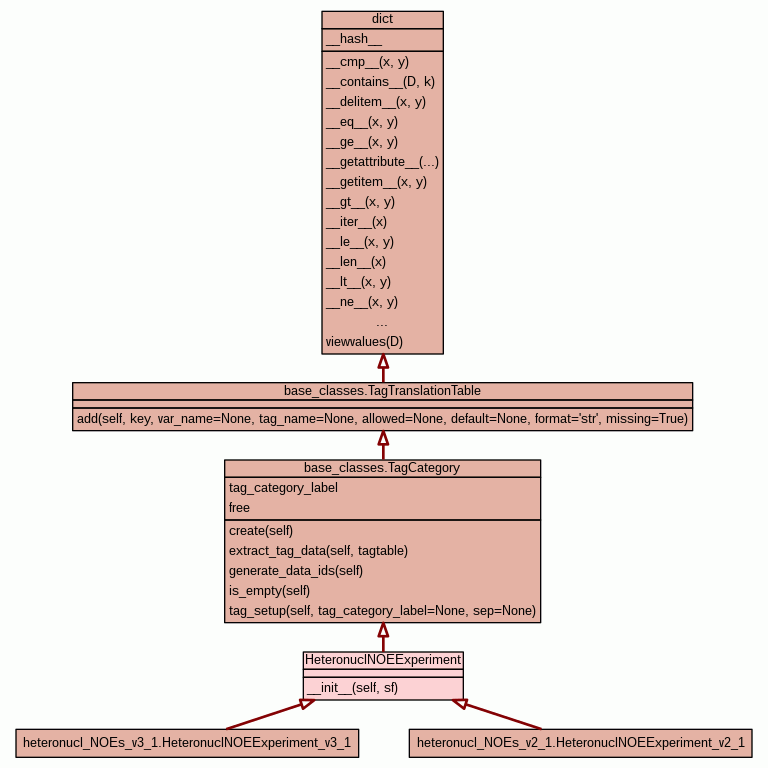 dict
__hash__
__cmp__(x, y)
__contains__(D, k)
__delitem__(x, y)
__eq__(x, y)
__ge__(x, y)
__getattribute__(...)
__getitem__(x, y)
__gt__(x, y)
__iter__(x)
__le__(x, y)
__len__(x)
__lt__(x, y)
__ne__(x, y)
...
viewvalues(D)
base_classes.TagTranslationTable
add(self, key, var_name=None, tag_name=None, allowed=None, default=None, format='str', missing=True)
base_classes.TagCategory
tag_category_label
free
create(self)
extract_tag_data(self, tagtable)
generate_data_ids(self)
is_empty(self)
tag_setup(self, tag_category_label=None, sep=None)
HeteronuclNOEExperiment
__init__(self, sf)
heteronucl_NOEs_v3_1.HeteronuclNOEExperiment_v3_1
heteronucl_NOEs_v2_1.HeteronuclNOEExperiment_v2_1